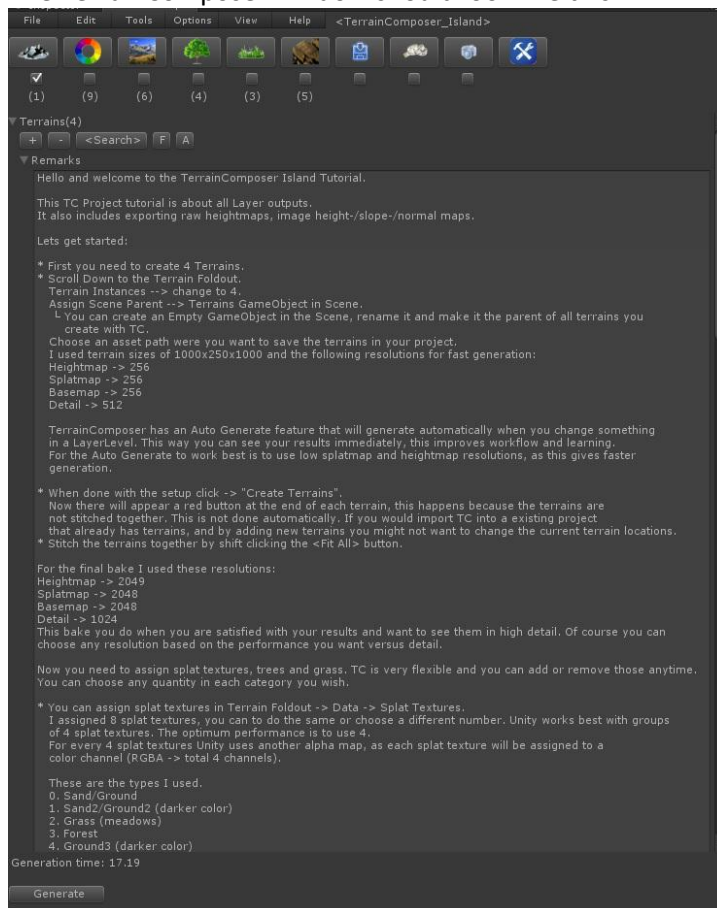 File Edit Tools Options View Help <TerrainComposer_Island>
(1) (9) (6) (4) (3) (5)
Terrains(4)
+ - <Search> F A
Remarks
Hello and welcome to the TerrainComposer Island Tutorial.
This TC Project tutorial is about all Layer outputs.
It also includes exporting raw heightmaps, image height-/slope-/normal maps.
Lets get started:
* First you need to create 4 Terrains.
* Scroll Down to the Terrain Foldout.
Terrain Instances --> change to 4.
Assign Scene Parent --> Terrains GameObject in Scene.
└ You can create an Empty GameObject in the Scene, rename it and make it the parent of all terrains you
create with TC.
Choose an asset path were you want to save the terrains in your project.
I used terrain sizes of 1000x250x1000 and the following resolutions for fast generation:
Heightmap -> 256
Splatmap -> 256
Basemap -> 256
Detail -> 512
TerrainComposer has an Auto Generate feature that will generate automatically when you change something
in a LayerLevel. This way you can see your results immediately, this improves workflow and learning.
For the Auto Generate to work best is to use low splatmap and heightmap resolutions, as this gives faster
generation.
* When done with the setup click -> "Create Terrains".
Now there will appear a red button at the end of each terrain, this happens because the terrains are
not stitched together. This is not done automatically. If you would import TC into a existing project
that already has terrains, and by adding new terrains you might not want to change the current terrain locations.
* Stitch the terrains together by shift clicking the <Fit All> button.
For the final bake I used these resolutions:
Heightmap -> 2049
Splatmap -> 2048
Basemap -> 2048
Detail -> 1024
This bake you do when you are satisfied with your results and want to see them in high detail. Of course you can
choose any resolution based on the performance you want versus detail.
Now you need to assign splat textures, trees and grass. TC is very flexible and you can add or remove those anytime.
You can choose any quantity in each category you wish.
* You can assign splat textures in Terrain Foldout -> Data -> Splat Textures.
I assigned 8 splat textures, you can to do the same or choose a different number. Unity works best with groups
of 4 splat textures. The optimum performance is to use 4.
For every 4 splat textures Unity uses another alpha map, as each splat texture will be assigned to a
color channel (RGBA -> total 4 channels).
These are the types I used.
0. Sand/Ground
1. Sand2/Ground2 (darker color)
2. Grass (meadows)
3. Forest
4. Ground3 (darker color)
Generation time: 17.19
Generate